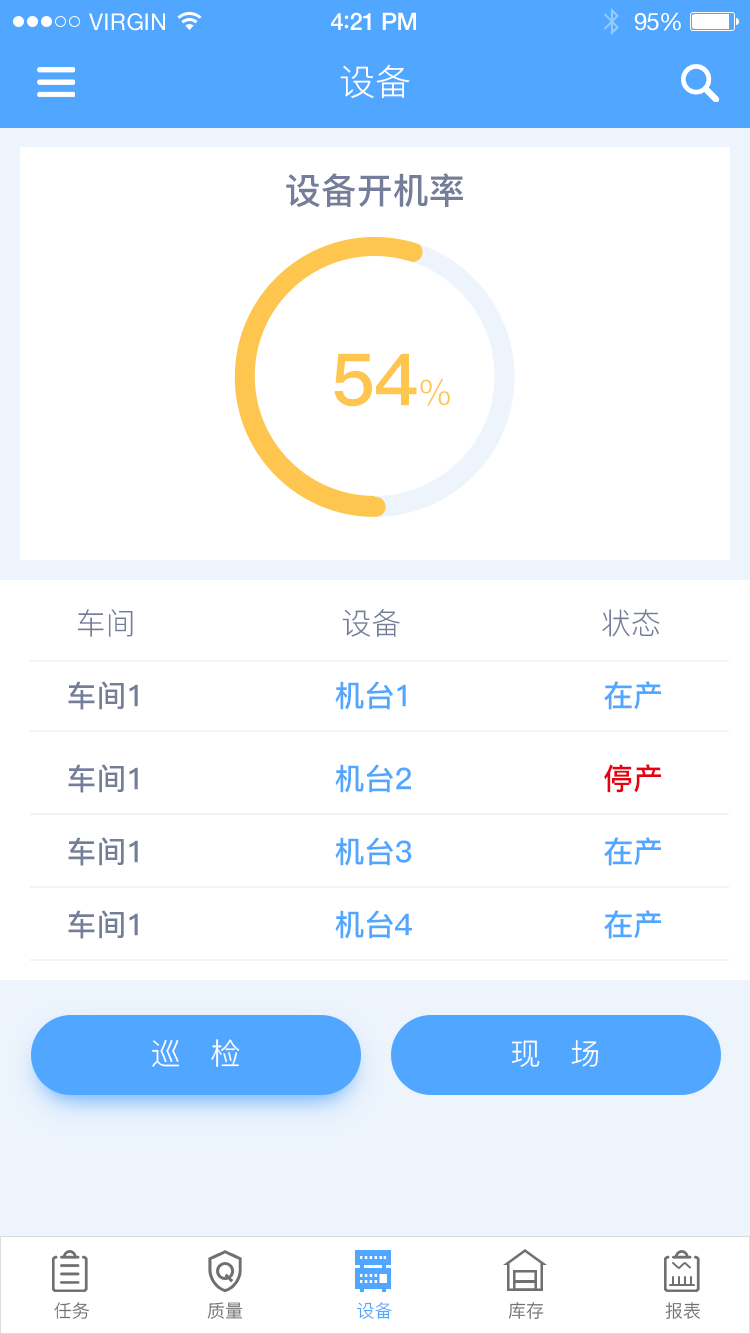 VIRGIN 4:21 PM 95%
设备
设备开机率
54%
车间 设备 状态
车间1 机台1 在产
车间1 机台2 停产
车间1 机台3 在产
车间1 机台4 在产
巡 检 现 场
任务 质量 设备 库存 报表